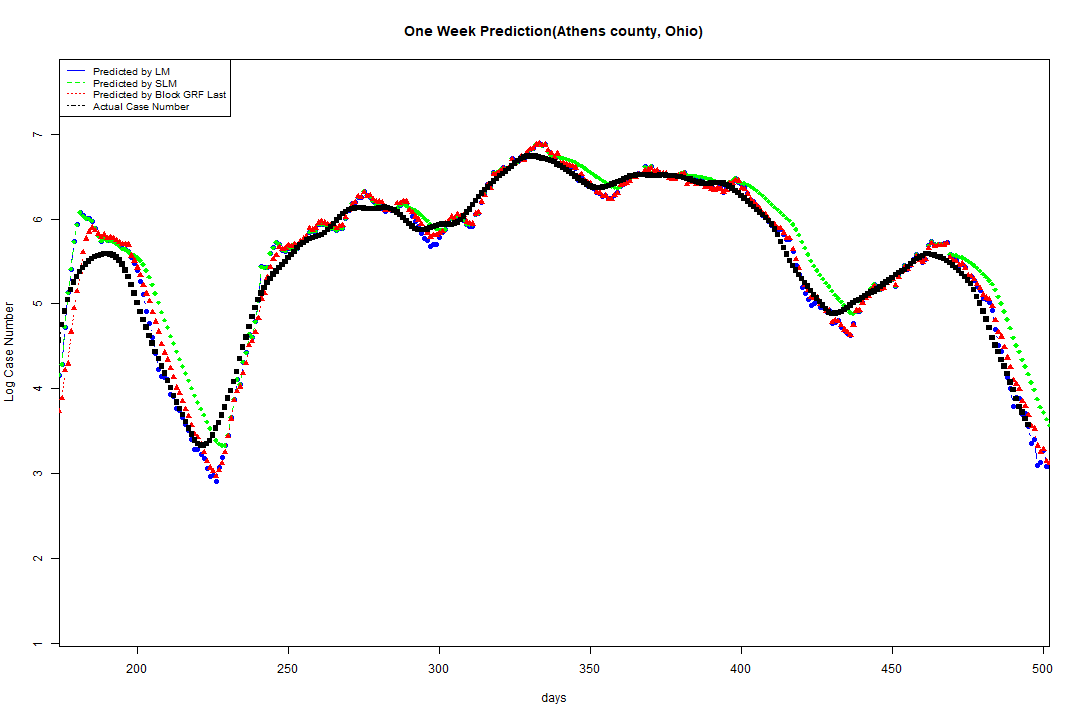 One Week Prediction(Athens county, Ohio)
Predicted by LM
Predicted by SLM
Predicted by Block GRF Last
Actual Case Number
7
6
5
4
3
2
1
Log Case Number
200 250 300 350 400 450 500
days